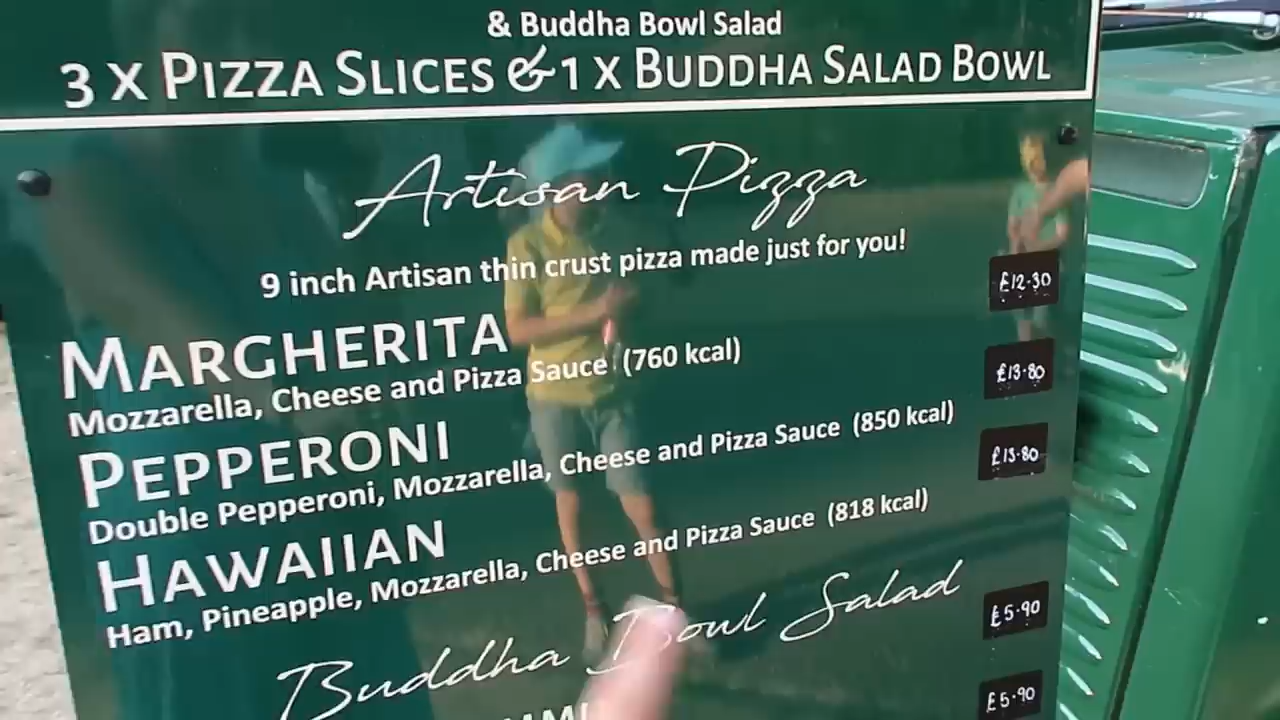 & Buddha Bowl Salad
3 x Pizza Slices & 1 x Buddha Salad Bowl
Artisan Pizza
9 inch Artisan thin crust pizza made just for you!
£12.30
MARGHERITA
Mozzarella, Cheese and Pizza Sauce (760 kcal)
£13.80
PEPPERONI
Double Pepperoni, Mozzarella, Cheese and Pizza Sauce (850 kcal)
£13.80
HAWAIIAN
Ham, Pineapple, Mozzarella, Cheese and Pizza Sauce (818 kcal)
Buddha Bowl Salad
£5.90
£5.90